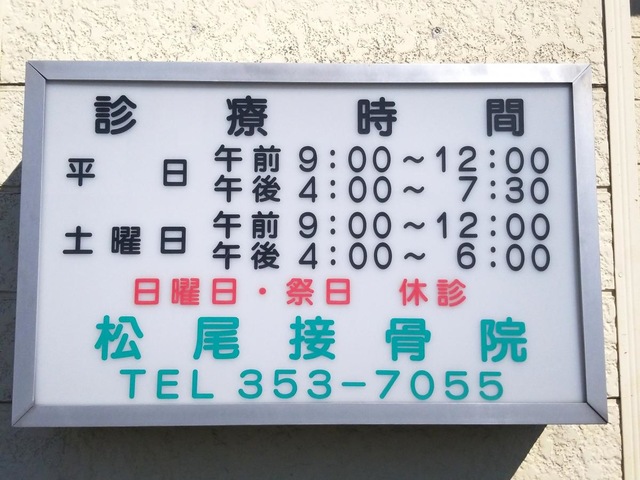 診療時間
平日 午前 9:00~12:00
午後 4:00~ 7:30
土曜日 午前 9:00~12:00
午後 4:00~ 6:00
日曜日・祭日 休診
松尾接骨院
TEL 353-7055